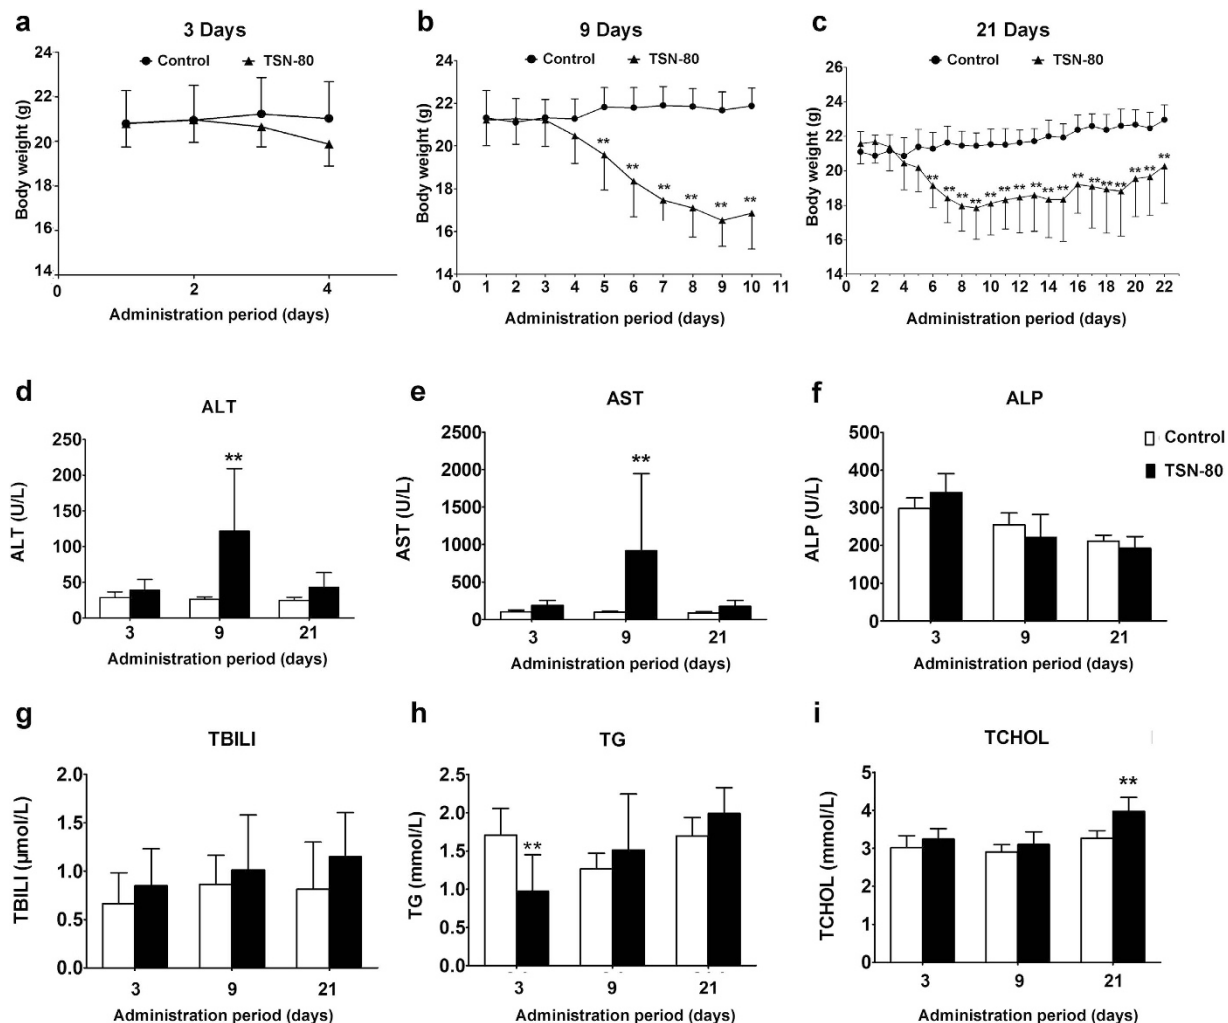 a
3 Days
Control
TSN-80
24
22
20
18
16
14
Body weight (g)
0
2
4
Administration period (days)
b
9 Days
Control
TSN-80
24
22
20
18
16
14
Body weight (g)
0 1 2 3 4 5 6 7 8 9 10 11
** ** ** ** ** **
Administration period (days)
c
21 Days
Control
TSN-80
26
24
22
20
18
16
14
Body weight (g)
0 2 4 6 8 10 12 14 16 18 20 22
** ** ** ** ** ** ** ** ** ** ** ** ** ** ** ** **
Administration period (days)
d
ALT
250
200
150
100
50
0
ALT (U/L)
**
3 9 21
Administration period (days)
e
AST
2500
2000
1500
1000
500
0
AST (U/L)
**
3 9 21
Administration period (days)
f
ALP
500
400
300
200
100
0
ALP (U/L)
3 9 21
Administration period (days)
Control
TSN-80
g
TBILI
2.0
1.5
1.0
0.5
0.0
TBILI (µmol/L)
3 9 21
Administration period (days)
h
TG
2.5
2.0
1.5
1.0
0.5
0.0
TG (mmol/L)
**
3 9 21
Administration period (days)
i
TCHOL
5
4
3
2
1
0
TCHOL (mmol/L)
**
3 9 21
Administration period (days)